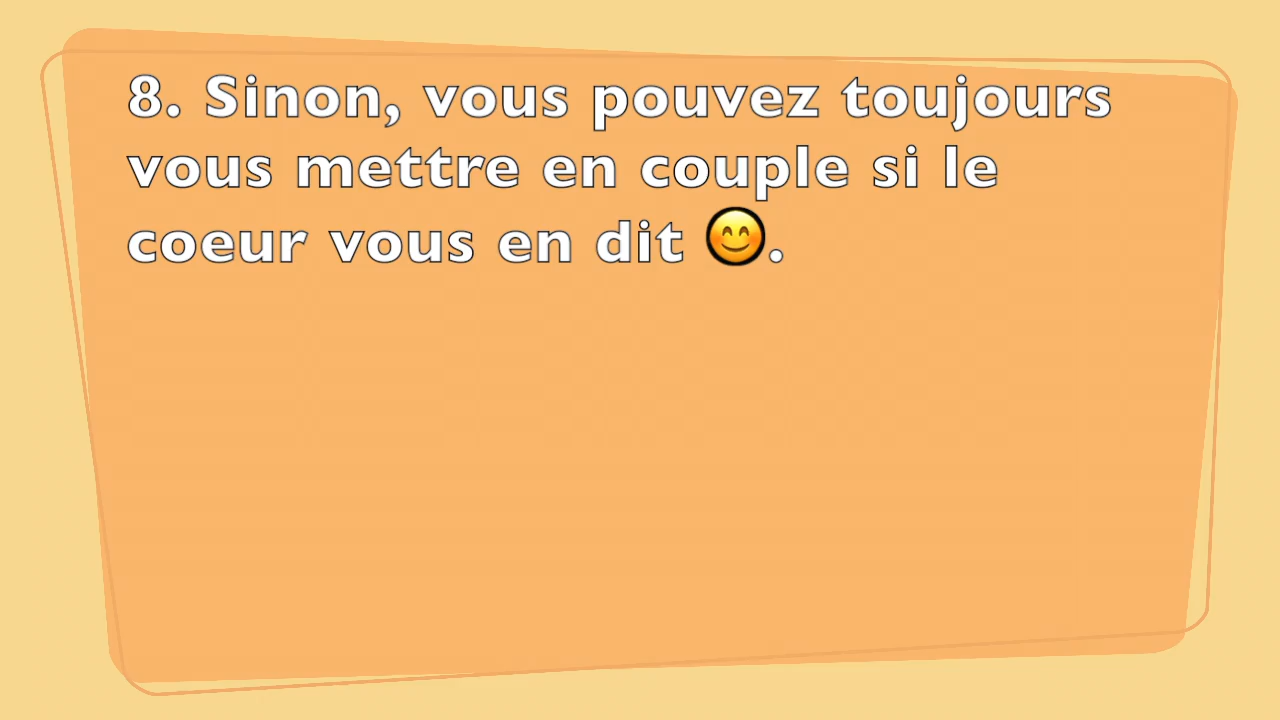 8. Sinon, vous pouvez toujours
vous mettre en couple si le
coeur vous en dit 😊.